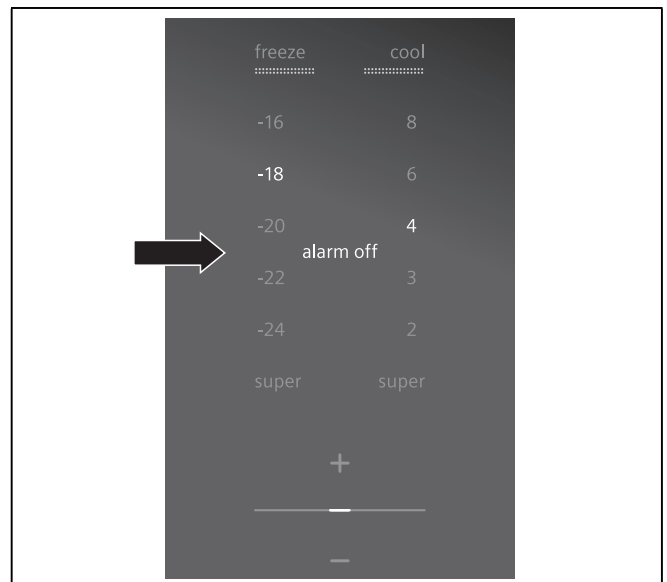 freeze cool
-16 8
-18 6
-20 4
alarm off
-22 3
-24 2
super super
+
−